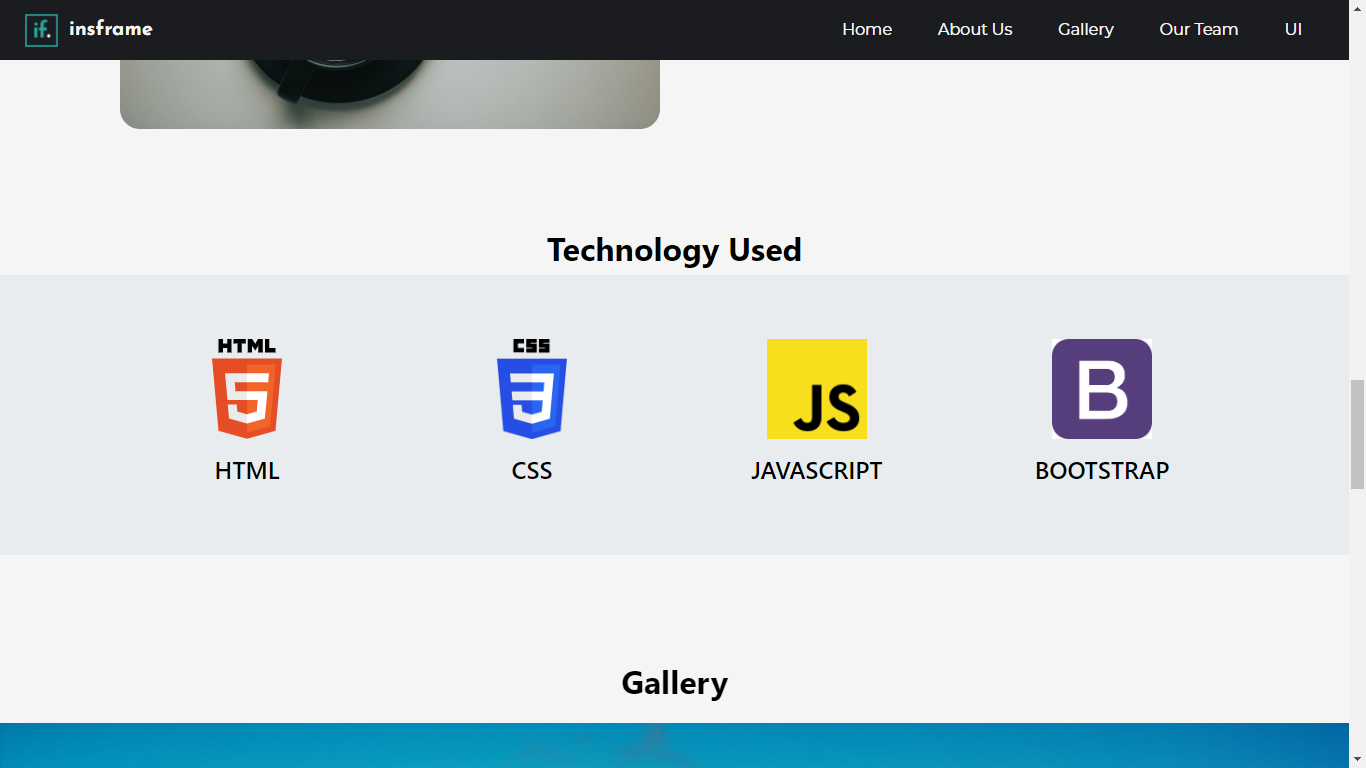 if. insframe Home About Us Gallery Our Team UI
Technology Used
HTML CSS JS B
HTML CSS JAVASCRIPT BOOTSTRAP
Gallery